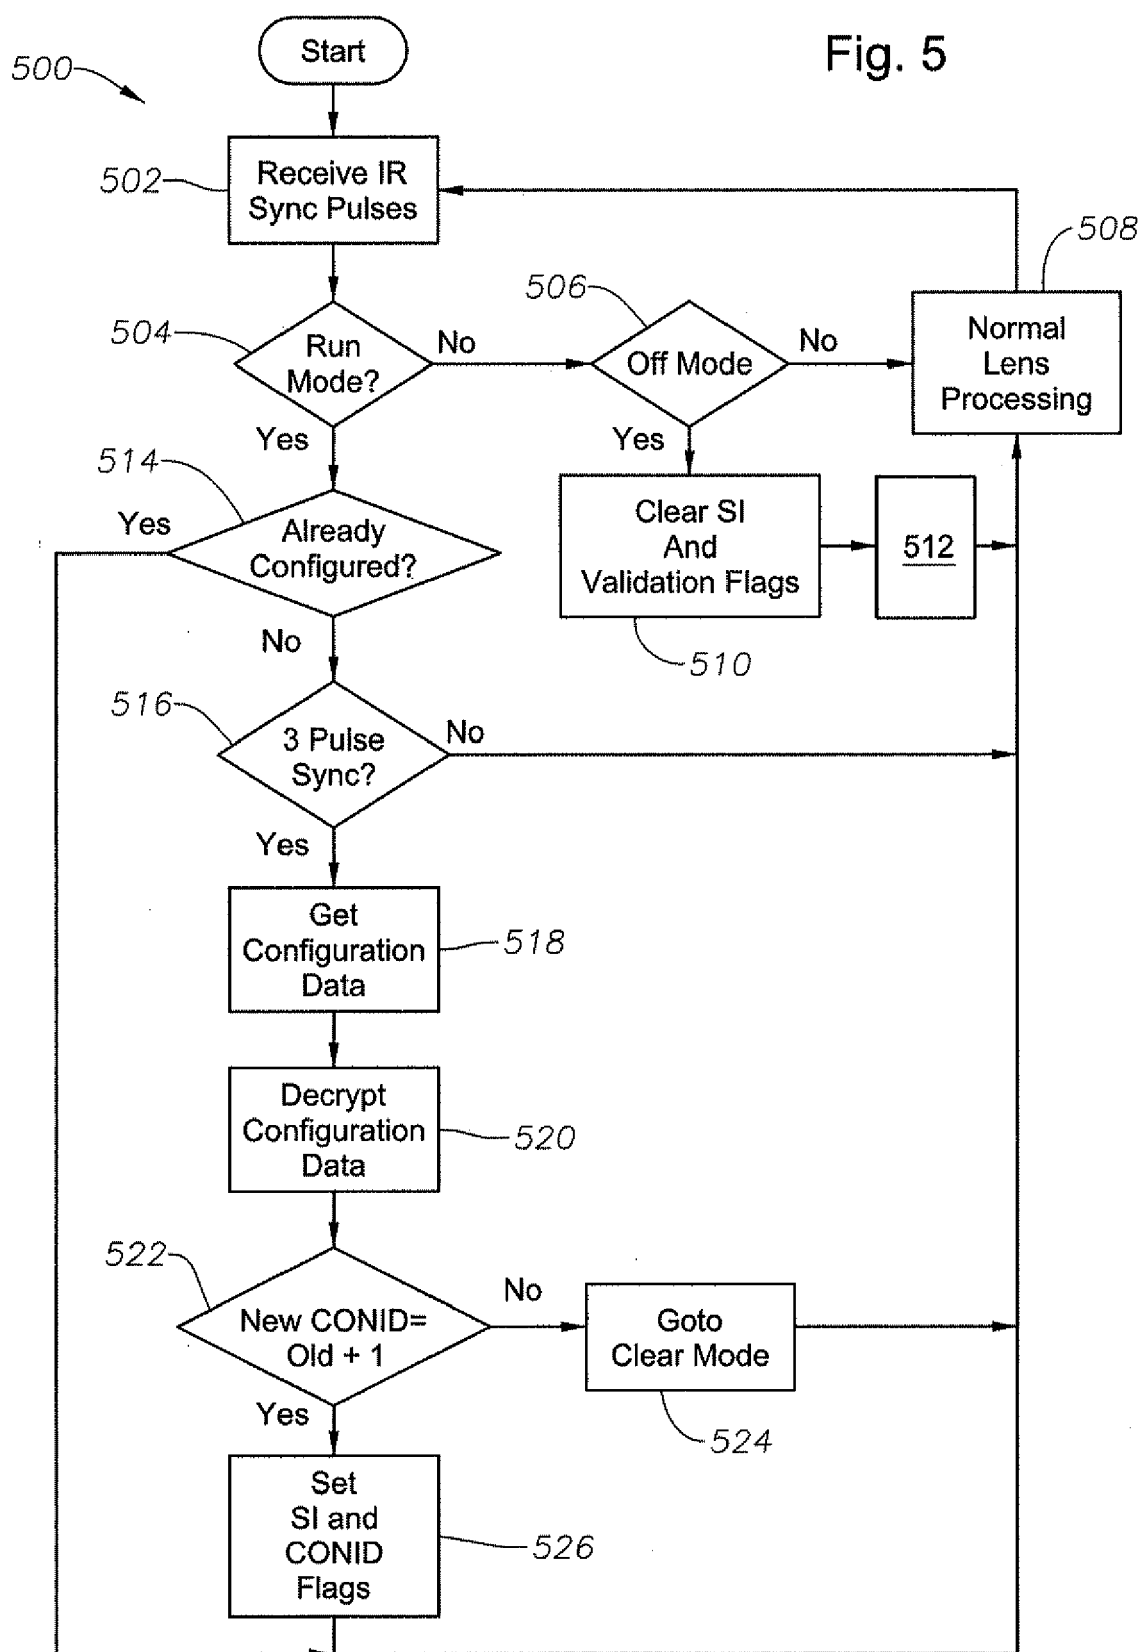 Start
Fig. 5
500
502
Receive IR
Sync Pulses
508
506
504
Run
Mode?
No
Off Mode
No
Normal
Lens
Processing
Yes
Yes
514
Yes
Already
Configured?
Clear SI
And
Validation Flags
512
No
510
516
3 Pulse
Sync?
No
Yes
Get
Configuration
Data
518
Decrypt
Configuration
Data
520
522
New CONID=
Old + 1
No
Goto
Clear Mode
Yes
524
Set
SI and
CONID
Flags
526